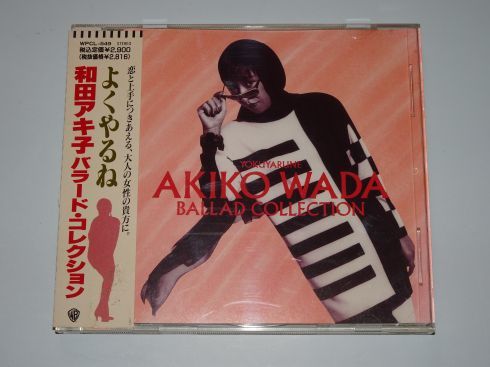 WPCL-649 STEREO
税込定価¥2,900
(税抜価格¥2,816)
恋と上手につきあえる、大人の女性の貴方に。
よくやるね
和田アキ子バラード・コレクション
YOKUYARUNE
AKIKO WADA
BALLAD COLLECTION